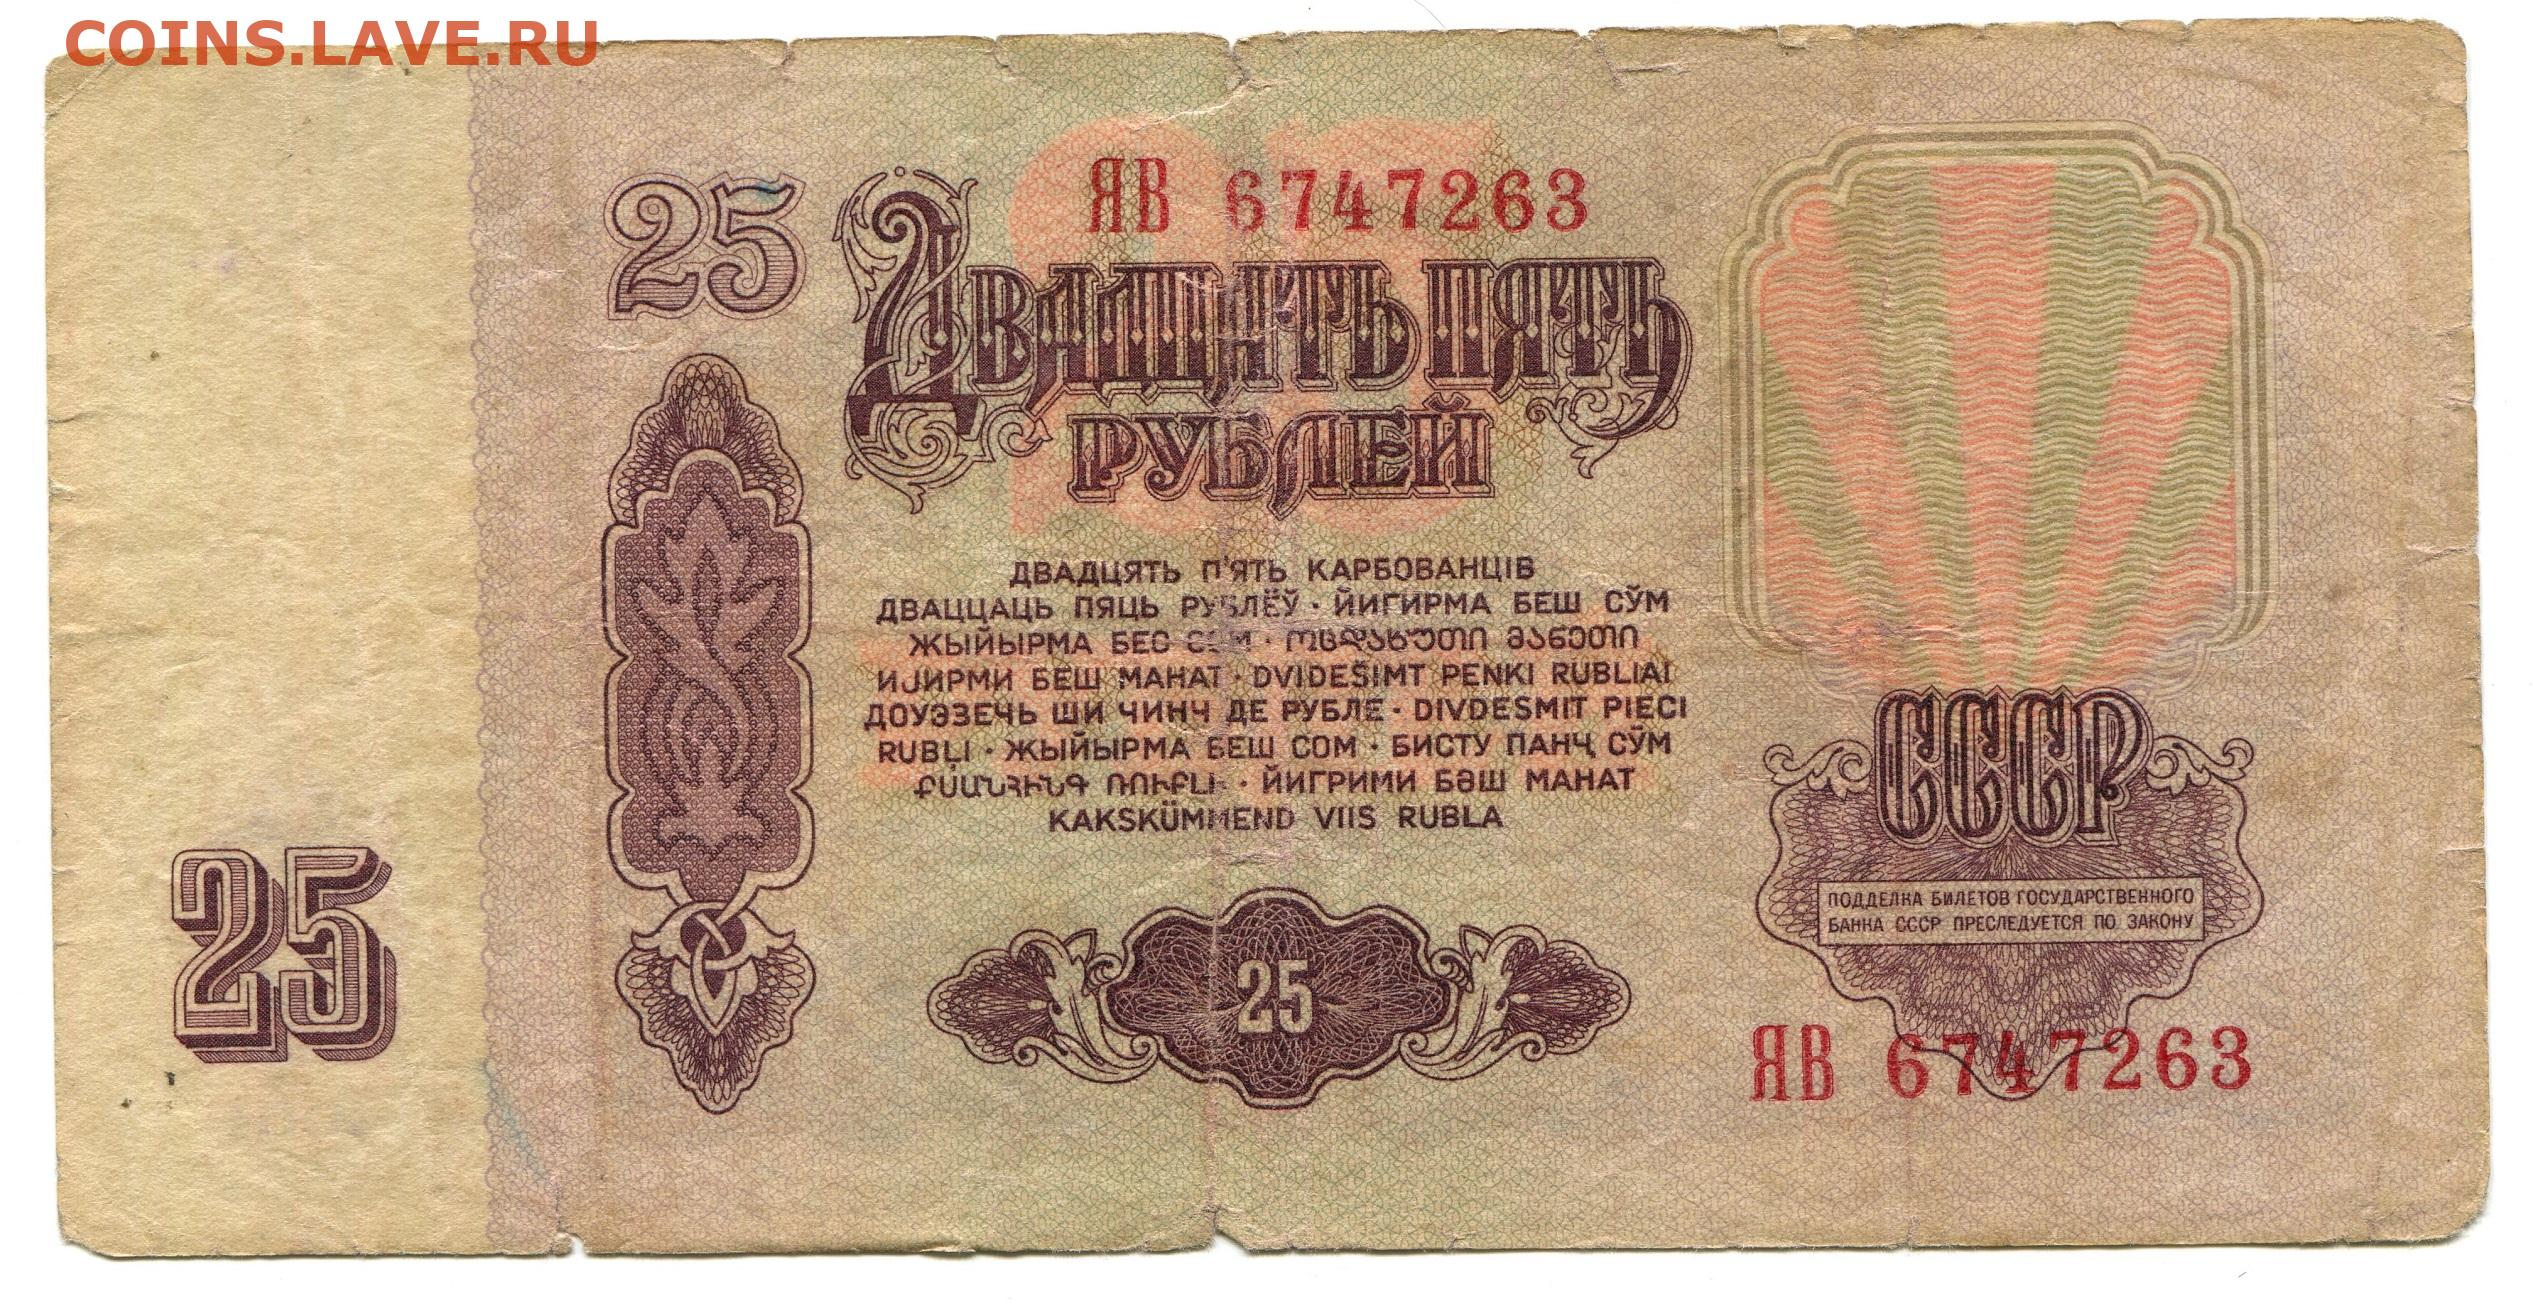 COINS.LAVE.RU
25
ЯВ 6747263
ДВАДЦАТЬ ПЯТЬ
РУБЛЕЙ
ДВАДЦЯТЬ П'ЯТЬ КАРБОВАНЦІВ
ДВАЦЦАЦЬ ПЯЦЬ РУБЛЁЎ · ЙИГИРМА БЕШ СЎМ
ЖЫЙЫРМА БЕС СОМ · ოცდახუთი მანეთი
ИЈИРМИ БЕШ МАНАТ · DVIDEŠIMT PENKI RUBLIAI
ДОУЭЗЕЧЬ ШИ ЧИНЧ ДЕ РУБЛЕ · DIVDESMIT PIECI
RUBĻI · ЖЫЙЫРМА БЕШ СОМ · БИСТУ ПАНҶ СЎМ
ՔՍԱՆՀԻՆԳ ՌՈՒԲԼԻ · ЙИГРИМИ БӘШ МАНАТ
KAKSKÜMMEND VIIS RUBLA
25
25
СССР
ПОДДЕЛКА БИЛЕТОВ ГОСУДАРСТВЕННОГО
БАНКА СССР ПРЕСЛЕДУЕТСЯ ПО ЗАКОНУ
ЯВ 6747263